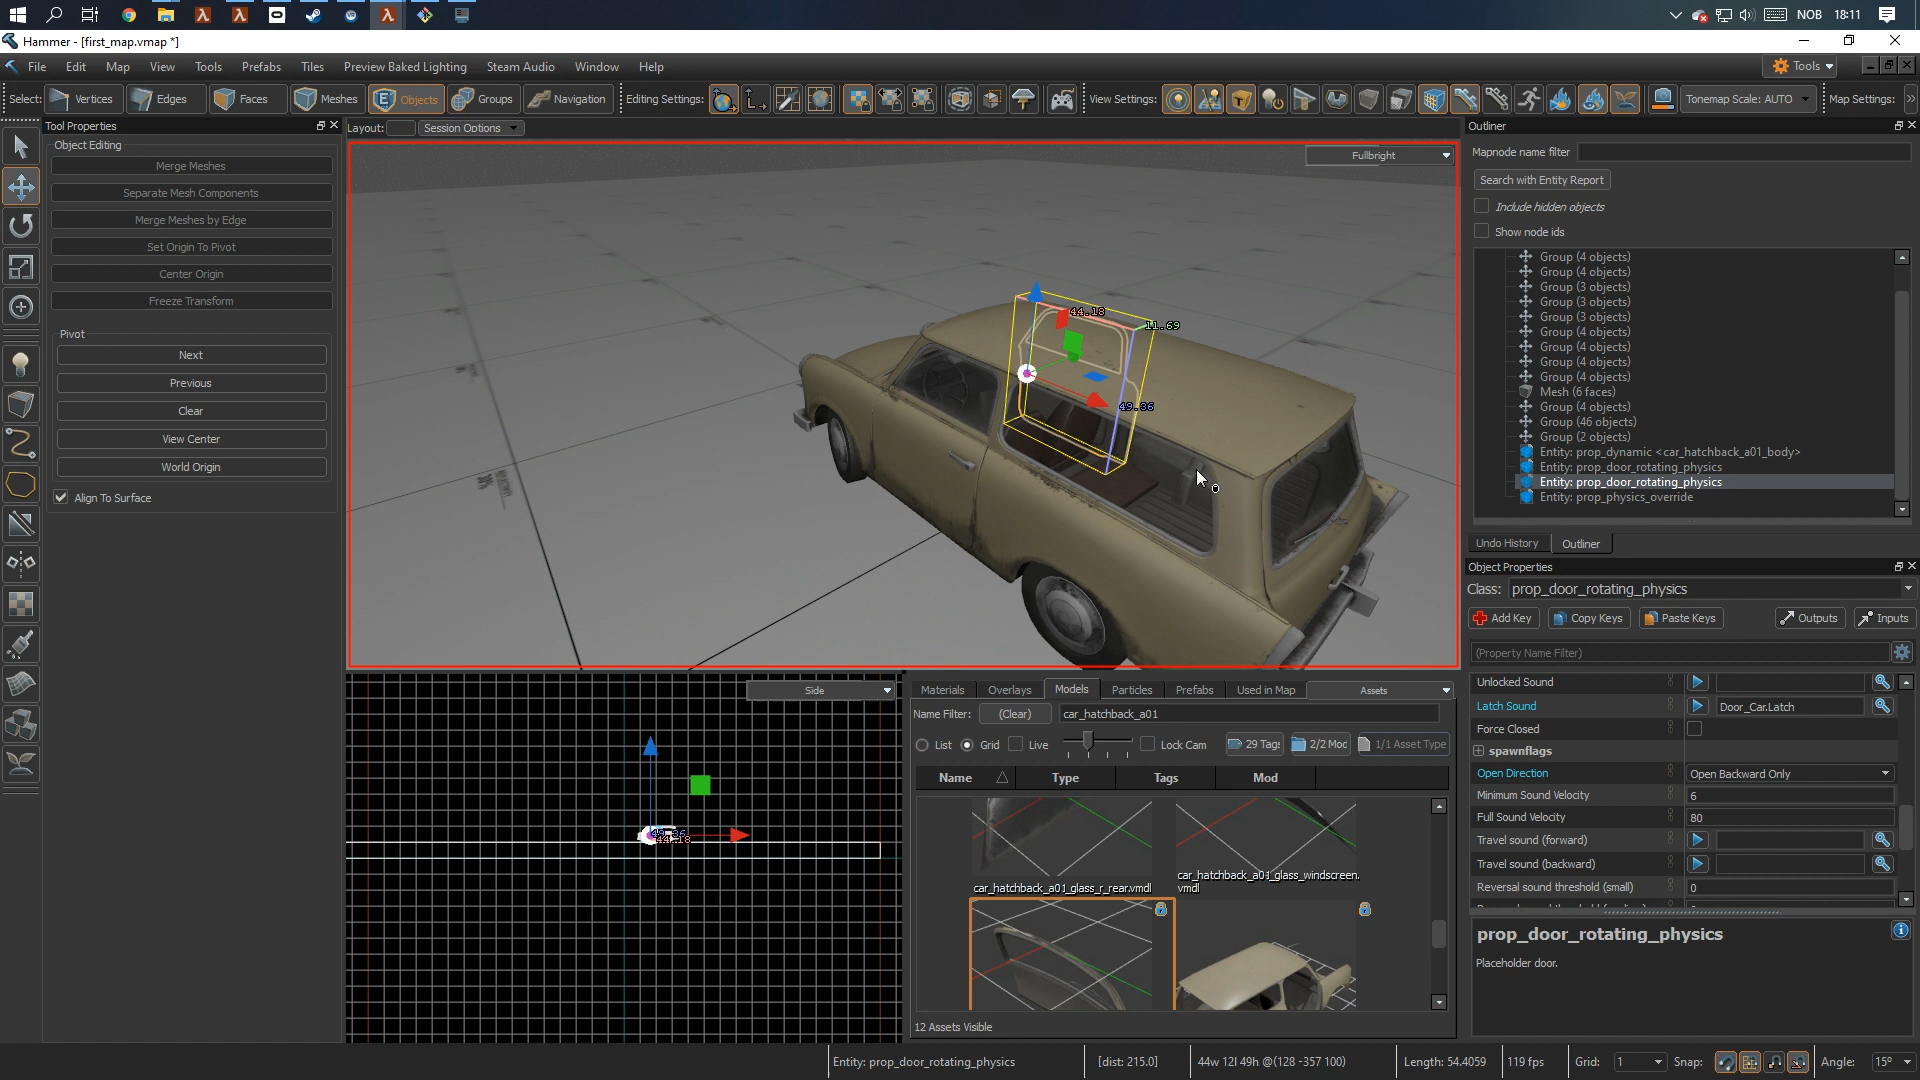 NOB
18:11
Hammer - [first_map.vmap *]
File
Edit
Map
View
Tools
Prefabs
Tiles
Preview Baked Lighting
Steam Audio
Window
Help
Tools
Select:
Vertices
Edges
Faces
Meshes
Objects
Groups
Navigation
Editing Settings:
View Settings:
Tonemap Scale: AUTO
Map Settings:
Tool Properties
Object Editing
Merge Meshes
Separate Mesh Components
Merge Meshes by Edge
Set Origin To Pivot
Center Origin
Freeze Transform
Pivot
Next
Previous
Clear
View Center
World Origin
Align To Surface
Layout:
Session Options
Fullbright
44.18
11.69
49.36
Side
49.36
44.18
Materials
Overlays
Models
Particles
Prefabs
Used in Map
Assets
Name Filter:
(Clear)
car_hatchback_a01
List
Grid
Live
Lock Cam
29 Tags
2/2 Mod
1/1 Asset Type
Name
Type
Tags
Mod
car_hatchback_a01_glass_r_rear.vmdl
car_hatchback_a01_glass_windscreen.
vmdl
12 Assets Visible
Outliner
Mapnode name filter
Search with Entity Report
Include hidden objects
Show node ids
Group (4 objects)
Group (4 objects)
Group (3 objects)
Group (3 objects)
Group (3 objects)
Group (4 objects)
Group (4 objects)
Group (4 objects)
Group (4 objects)
Mesh (6 faces)
Group (4 objects)
Group (46 objects)
Group (2 objects)
Entity: prop_dynamic <car_hatchback_a01_body>
Entity: prop_door_rotating_physics
Entity: prop_door_rotating_physics
Entity: prop_physics_override
Undo History
Outliner
Object Properties
Class: prop_door_rotating_physics
Add Key
Copy Keys
Paste Keys
Outputs
Inputs
(Property Name Filter)
Unlocked Sound
Latch Sound
Door_Car.Latch
Force Closed
spawnflags
Open Direction
Open Backward Only
Minimum Sound Velocity
6
Full Sound Velocity
80
Travel sound (forward)
Travel sound (backward)
Reversal sound threshold (small)
0
prop_door_rotating_physics
Placeholder door.
Entity: prop_door_rotating_physics
[dist: 215.0]
44w 12l 49h @(128 -357 100)
Length: 54.4059
119 fps
Grid:
1
Snap:
Angle:
15º